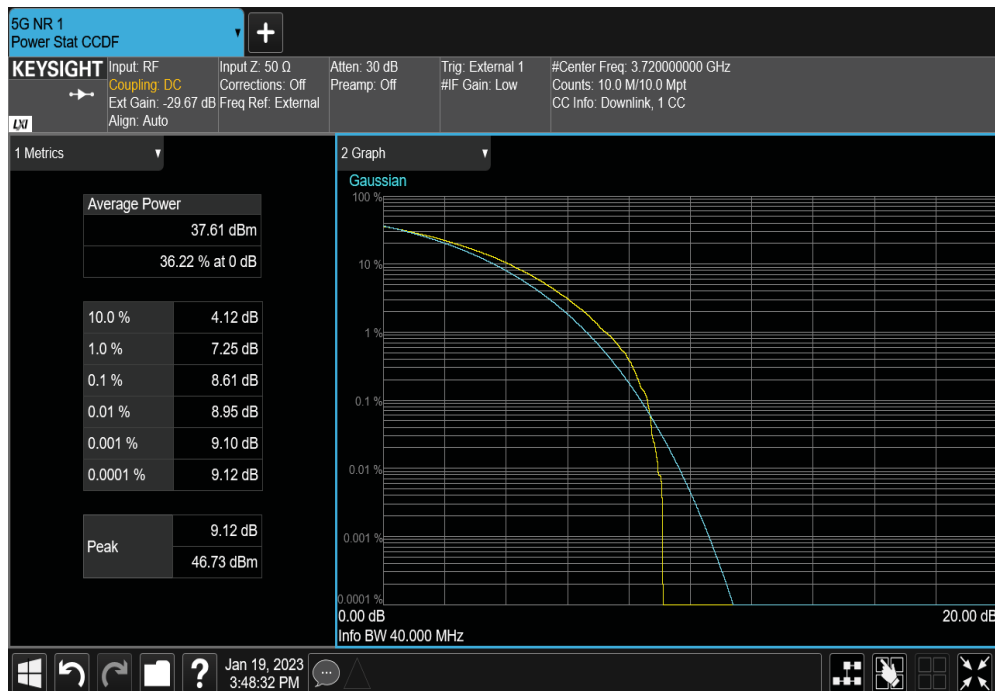 5G NR 1
Power Stat CCDF
+
KEYSIGHT
LXI
Input: RF
Coupling: DC
Ext Gain: -29.67 dB
Align: Auto
Input Z: 50 Ω
Corrections: Off
Freq Ref: External
Atten: 30 dB
Preamp: Off
Trig: External 1
#IF Gain: Low
#Center Freq: 3.720000000 GHz
Counts: 10.0 M/10.0 Mpt
CC Info: Downlink, 1 CC
1 Metrics
Average Power
37.61 dBm
36.22 % at 0 dB
10.0 % 4.12 dB
1.0 % 7.25 dB
0.1 % 8.61 dB
0.01 % 8.95 dB
0.001 % 9.10 dB
0.0001 % 9.12 dB
Peak
9.12 dB
46.73 dBm
2 Graph
Gaussian
100 %
10 %
1 %
0.1 %
0.01 %
0.001 %
0.0001 %
0.00 dB 20.00 dB
Info BW 40.000 MHz
?
Jan 19, 2023
3:48:32 PM